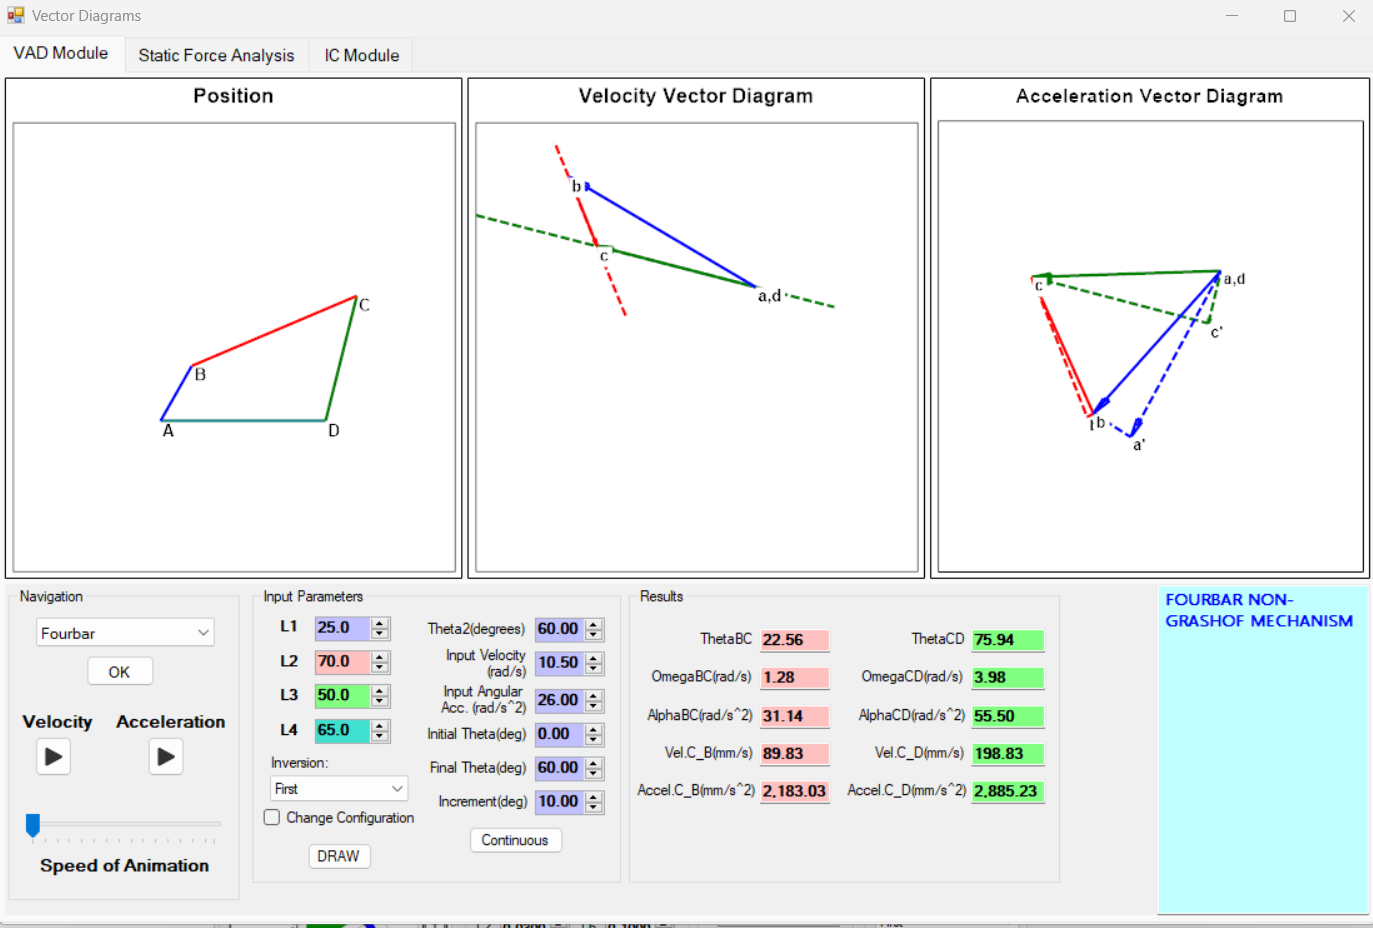 Vector Diagrams
VAD Module
Static Force Analysis
IC Module
Position
Velocity Vector Diagram
Acceleration Vector Diagram
A
B
C
D
b
c
a,d
c
a,d
c'
b
a'
Navigation
Fourbar
OK
Velocity
Acceleration
Speed of Animation
Input Parameters
L1 25.0
L2 70.0
L3 50.0
L4 65.0
Inversion:
First
Change Configuration
DRAW
Theta2(degrees) 60.00
Input Velocity
(rad/s) 10.50
Input Angular
Acc. (rad/s^2) 26.00
Initial Theta(deg) 0.00
Final Theta(deg) 60.00
Increment(deg) 10.00
Continuous
Results
ThetaBC 22.56 ThetaCD 75.94
OmegaBC(rad/s) 1.28 OmegaCD(rad/s) 3.98
AlphaBC(rad/s^2) 31.14 AlphaCD(rad/s^2) 55.50
Vel.C_B(mm/s) 89.83 Vel.C_D(mm/s) 198.83
Accel.C_B(mm/s^2) 2,183.03 Accel.C_D(mm/s^2) 2,885.23
FOURBAR NON-
GRASHOF MECHANISM